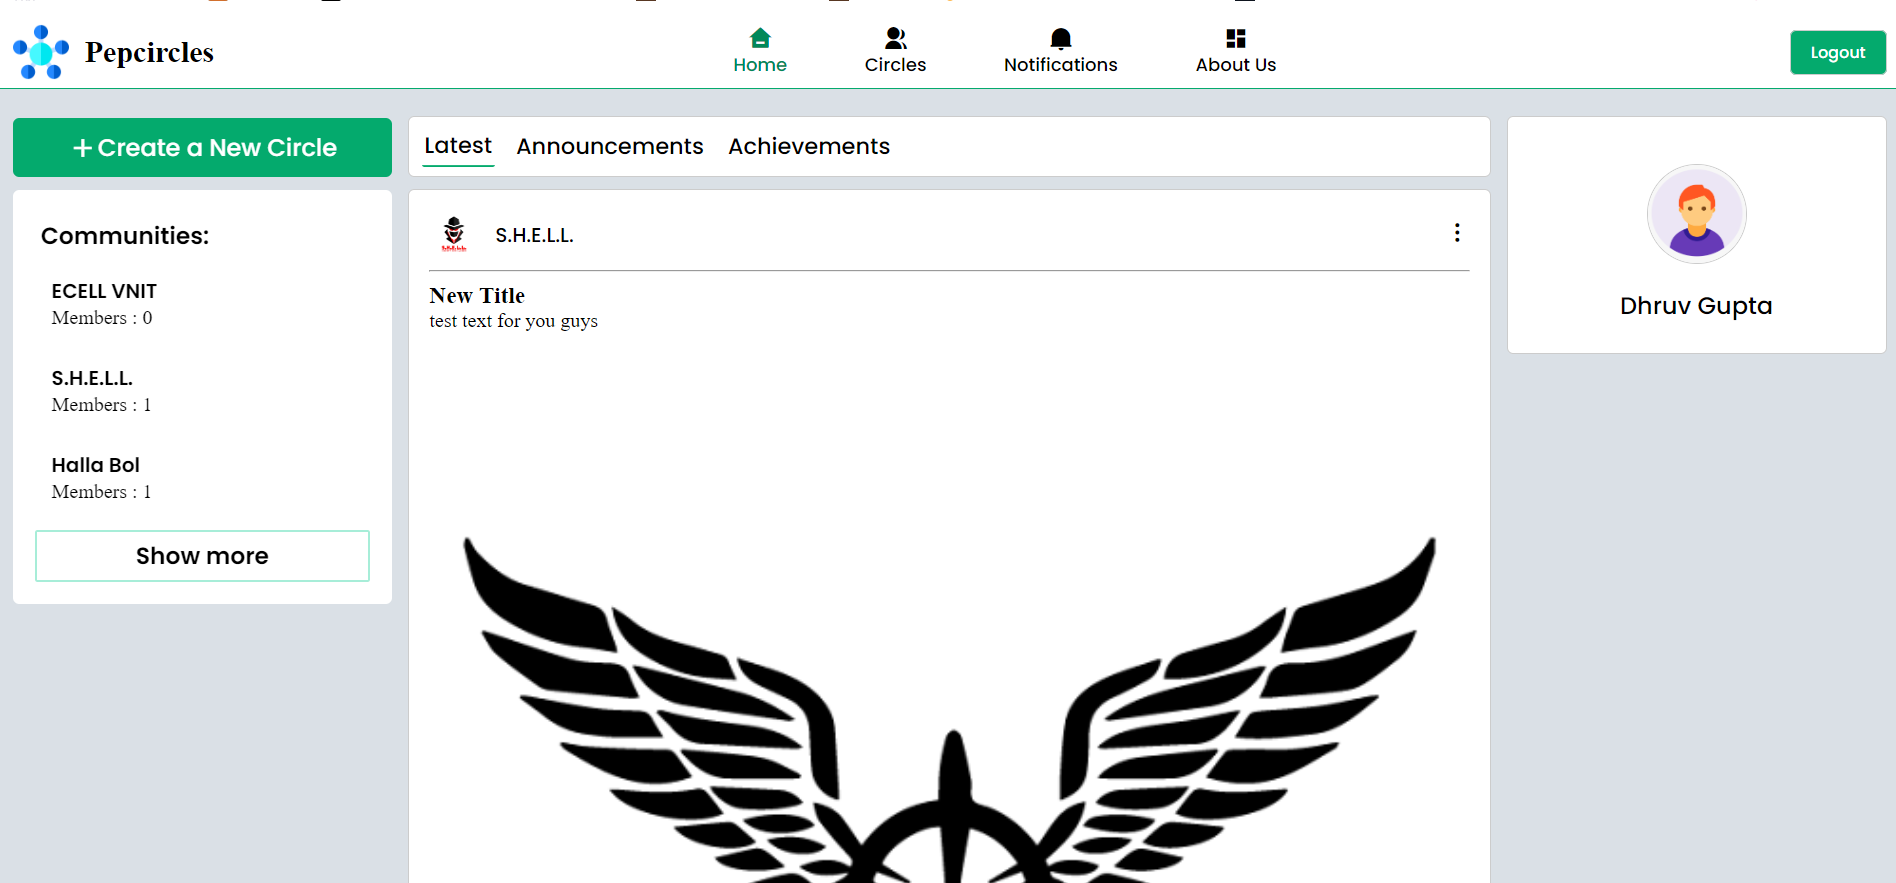 Pepcircles
Home
Circles
Notifications
About Us
Logout
+ Create a New Circle
Communities:
ECELL VNIT
Members : 0
S.H.E.L.L.
Members : 1
Halla Bol
Members : 1
Show more
Latest Announcements Achievements
S.H.E.L.L.
New Title
test text for you guys
Dhruv Gupta